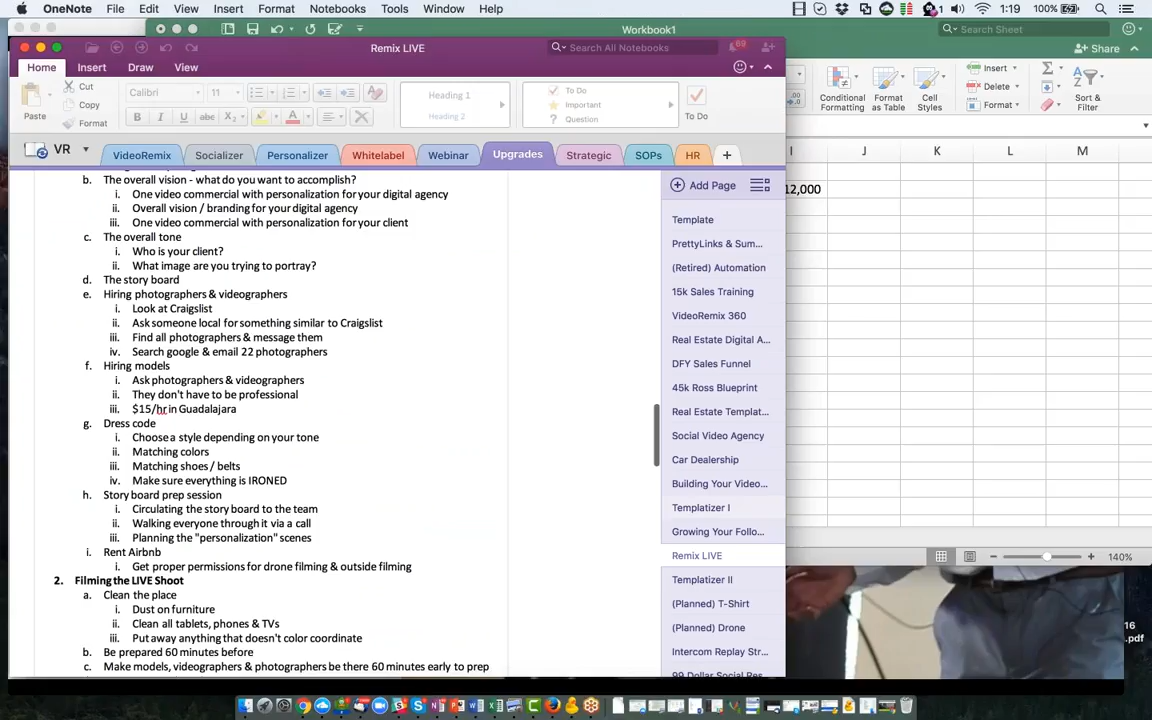 OneNote File Edit View Insert Format Notebooks Tools Window Help 1:19 100%
Workbook1
Search Sheet
Remix LIVE
Search All Notebooks
69
Share
Home Insert Draw View
Paste
Cut
Copy
Format
Calibri 11
B I U abc X₂ A
Heading 1
Heading 2
To Do
Important
Question
To Do
Conditional Formatting
Format as Table
Cell Styles
Insert
Delete
Format
Sort & Filter
VR
VideoRemix Socializer Personalizer Whitelabel Webinar Upgrades Strategic SOPs HR +
I J K L M
12,000
b. The overall vision - what do you want to accomplish?
i. One video commercial with personalization for your digital agency
ii. Overall vision / branding for your digital agency
iii. One video commercial with personalization for your client
c. The overall tone
i. Who is your client?
ii. What image are you trying to portray?
d. The story board
e. Hiring photographers & videographers
i. Look at Craigslist
ii. Ask someone local for something similar to Craigslist
iii. Find all photographers & message them
iv. Search google & email 22 photographers
f. Hiring models
i. Ask photographers & videographers
ii. They don't have to be professional
iii. $15/hr in Guadalajara
g. Dress code
i. Choose a style depending on your tone
ii. Matching colors
iii. Matching shoes / belts
iv. Make sure everything is IRONED
h. Story board prep session
i. Circulating the story board to the team
ii. Walking everyone through it via a call
iii. Planning the "personalization" scenes
i. Rent Airbnb
i. Get proper permissions for drone filming & outside filming
2. Filming the LIVE Shoot
a. Clean the place
i. Dust on furniture
ii. Clean all tablets, phones & TVs
iii. Put away anything that doesn't color coordinate
b. Be prepared 60 minutes before
c. Make models, videographers & photographers be there 60 minutes early to prep
Add Page
Template
PrettyLinks & Sum...
(Retired) Automation
15k Sales Training
VideoRemix 360
Real Estate Digital A...
DFY Sales Funnel
45k Ross Blueprint
Real Estate Templat...
Social Video Agency
Car Dealership
Building Your Video...
Templatizer I
Growing Your Follo...
Remix LIVE
Templatizer II
(Planned) T-Shirt
(Planned) Drone
Intercom Replay Str...
99 Dollar Social Res...
140%
16
.pdf